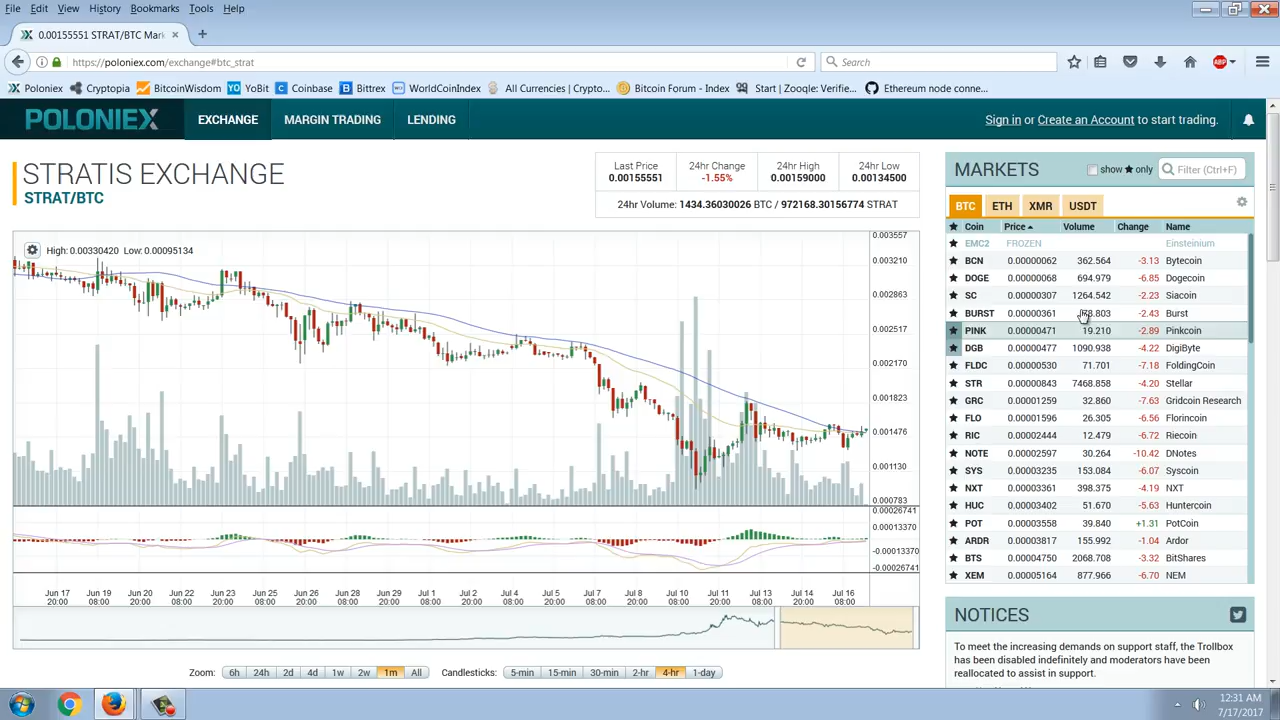 File Edit View History Bookmarks Tools Help
0.00155551 STRAT/BTC Mar
https://poloniex.com/exchange#btc_strat
Search
Poloniex Cryptopia BitcoinWisdom YoBit Coinbase Bittrex WorldCoinIndex All Currencies | Crypto... Bitcoin Forum - Index Start | Zooqle: Verifie... Ethereum node conne...
POLONIEX EXCHANGE MARGIN TRADING LENDING Sign in or Create an Account to start trading.
STRATIS EXCHANGE
STRAT/BTC
Last Price 24hr Change 24hr High 24hr Low
0.00155551 -1.55% 0.00159000 0.00134500
24hr Volume: 1434.36030026 BTC / 972168.30156774 STRAT
High: 0.00330420 Low: 0.00095134
0.003557
0.003210
0.002863
0.002517
0.002170
0.001823
0.001476
0.001130
0.000783
0.00026741
0.00013370
-0.00013370
-0.00026741
Jun 17 20:00
Jun 19 08:00
Jun 20 20:00
Jun 22 08:00
Jun 23 20:00
Jun 25 08:00
Jun 26 20:00
Jun 28 08:00
Jun 29 20:00
Jul 1 08:00
Jul 2 20:00
Jul 4 08:00
Jul 5 20:00
Jul 7 08:00
Jul 8 20:00
Jul 10 08:00
Jul 11 20:00
Jul 13 08:00
Jul 14 20:00
Jul 16 08:00
Zoom: 6h 24h 2d 4d 1w 2w 1m All Candlesticks: 5-min 15-min 30-min 2-hr 4-hr 1-day
MARKETS show ★ only Filter (Ctrl+F)
BTC ETH XMR USDT
Coin Price Volume Change Name
EMC2 FROZEN Einsteinium
BCN 0.00000062 362.564 -3.13 Bytecoin
DOGE 0.00000068 694.979 -6.85 Dogecoin
SC 0.00000307 1264.542 -2.23 Siacoin
BURST 0.00000361 -2.43 Burst
PINK 0.00000471 19.210 -2.89 Pinkcoin
DGB 0.00000477 1090.938 -4.22 DigiByte
FLDC 0.00000530 71.701 -7.18 FoldingCoin
STR 0.00000843 7468.858 -4.20 Stellar
GRC 0.00001259 32.860 -7.63 Gridcoin Research
FLO 0.00001596 26.305 -6.56 Florincoin
RIC 0.00002444 12.479 -6.72 Riecoin
NOTE 0.00002597 30.264 -10.42 DNotes
SYS 0.00003235 153.084 -6.07 Syscoin
NXT 0.00003361 398.375 -4.19 NXT
HUC 0.00003442 51.670 -5.63 Huntercoin
POT 0.00003558 39.840 +1.31 PotCoin
ARDR 0.00003817 155.992 -1.04 Ardor
BTS 0.00004750 2068.708 -3.32 BitShares
XEM 0.00005164 877.966 -6.70 NEM
NOTICES
To meet the increasing demands on support staff, the Trollbox
has been disabled indefinitely and moderators have been
reallocated to assist in support.
12:31 AM
7/17/2017